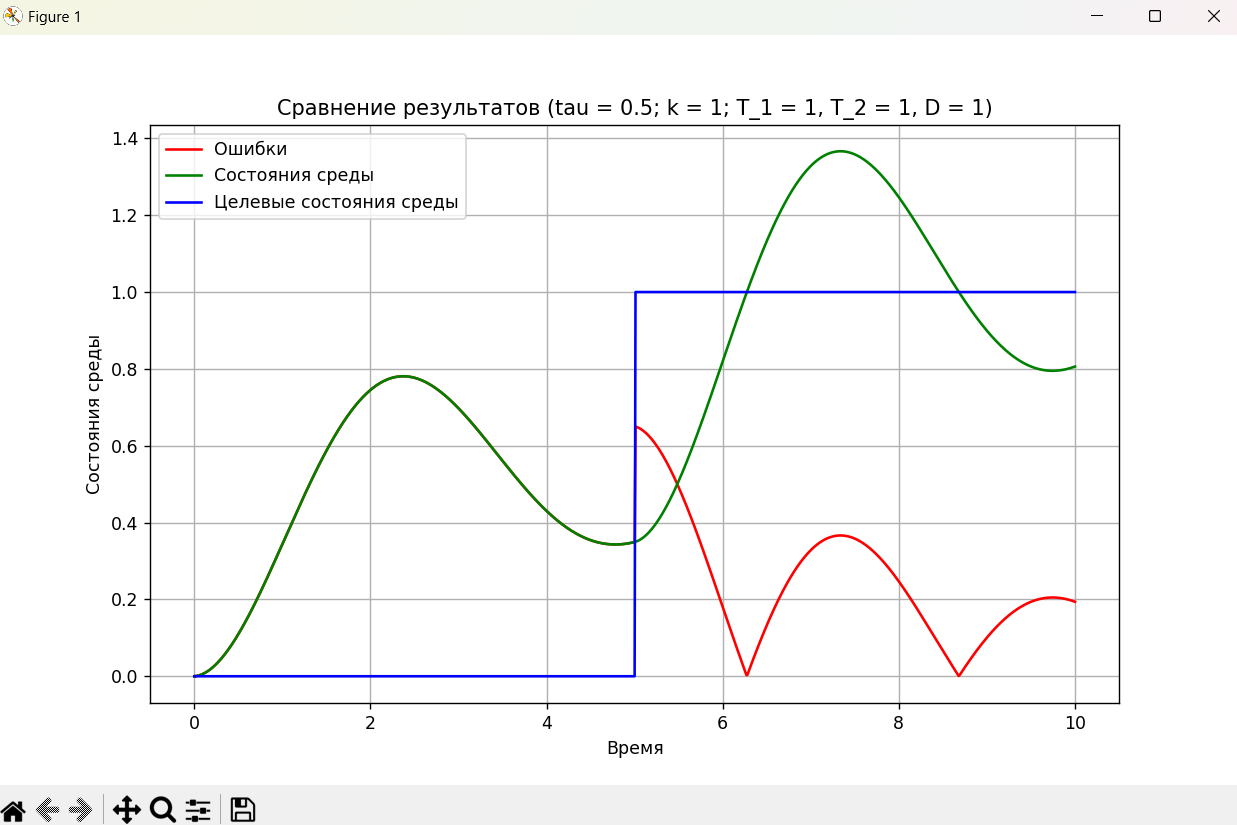 Figure 1
Сравнение результатов (tau = 0.5; k = 1; T_1 = 1, T_2 = 1, D = 1)
Ошибки
Состояния среды
Целевые состояния среды
1.4
1.2
1.0
0.8
0.6
0.4
0.2
0.0
Состояния среды
0 2 4 6 8 10
Время